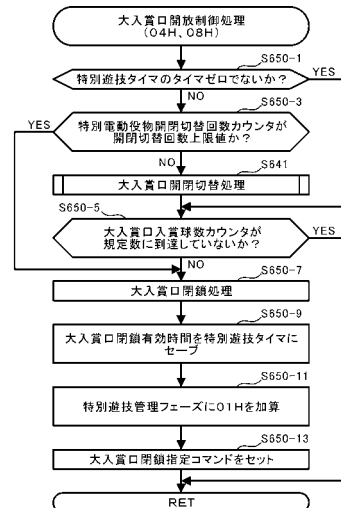 大入賞口開放制御処理
(04H, 08H)
S650-1
特別遊技タイマのタイマゼロでないか?
YES
NO
S650-3
YES
特別電動役物開閉切替回数カウンタが
開閉切替回数上限値か?
NO
S641
大入賞口開閉切替処理
S650-5
大入賞口入賞球数カウンタが
規定数に到達していないか?
YES
NO
S650-7
大入賞口閉鎖処理
S650-9
大入賞口閉鎖有効時間を特別遊技タイマに
セーブ
S650-11
特別遊技管理フェーズに01Hを加算
S650-13
大入賞口閉鎖指定コマンドをセット
RET